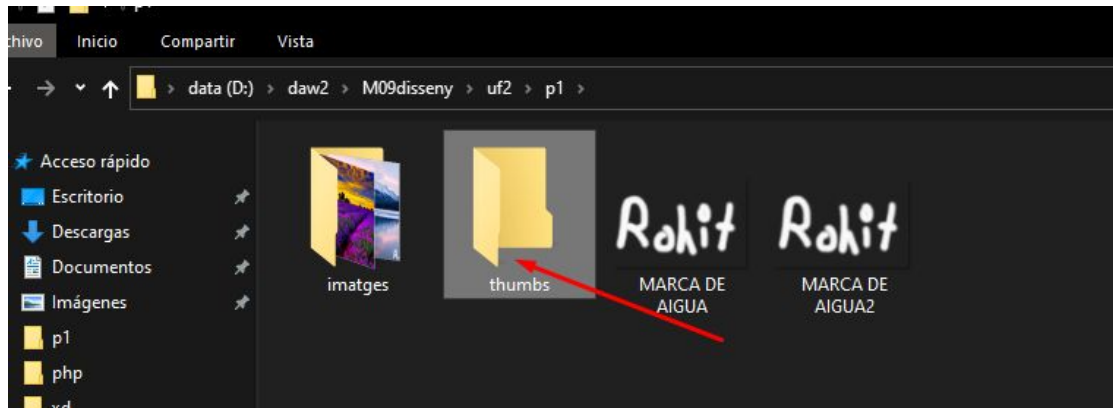 chivo Inicio Compartir Vista
data (D:) > daw2 > M09disseny > uf2 > p1 >
Acceso rápido
Escritorio
Descargas
Documentos
Imágenes
p1
php
imatges
thumbs
Rohit
MARCA DE
AIGUA
Rohit
MARCA DE
AIGUA2